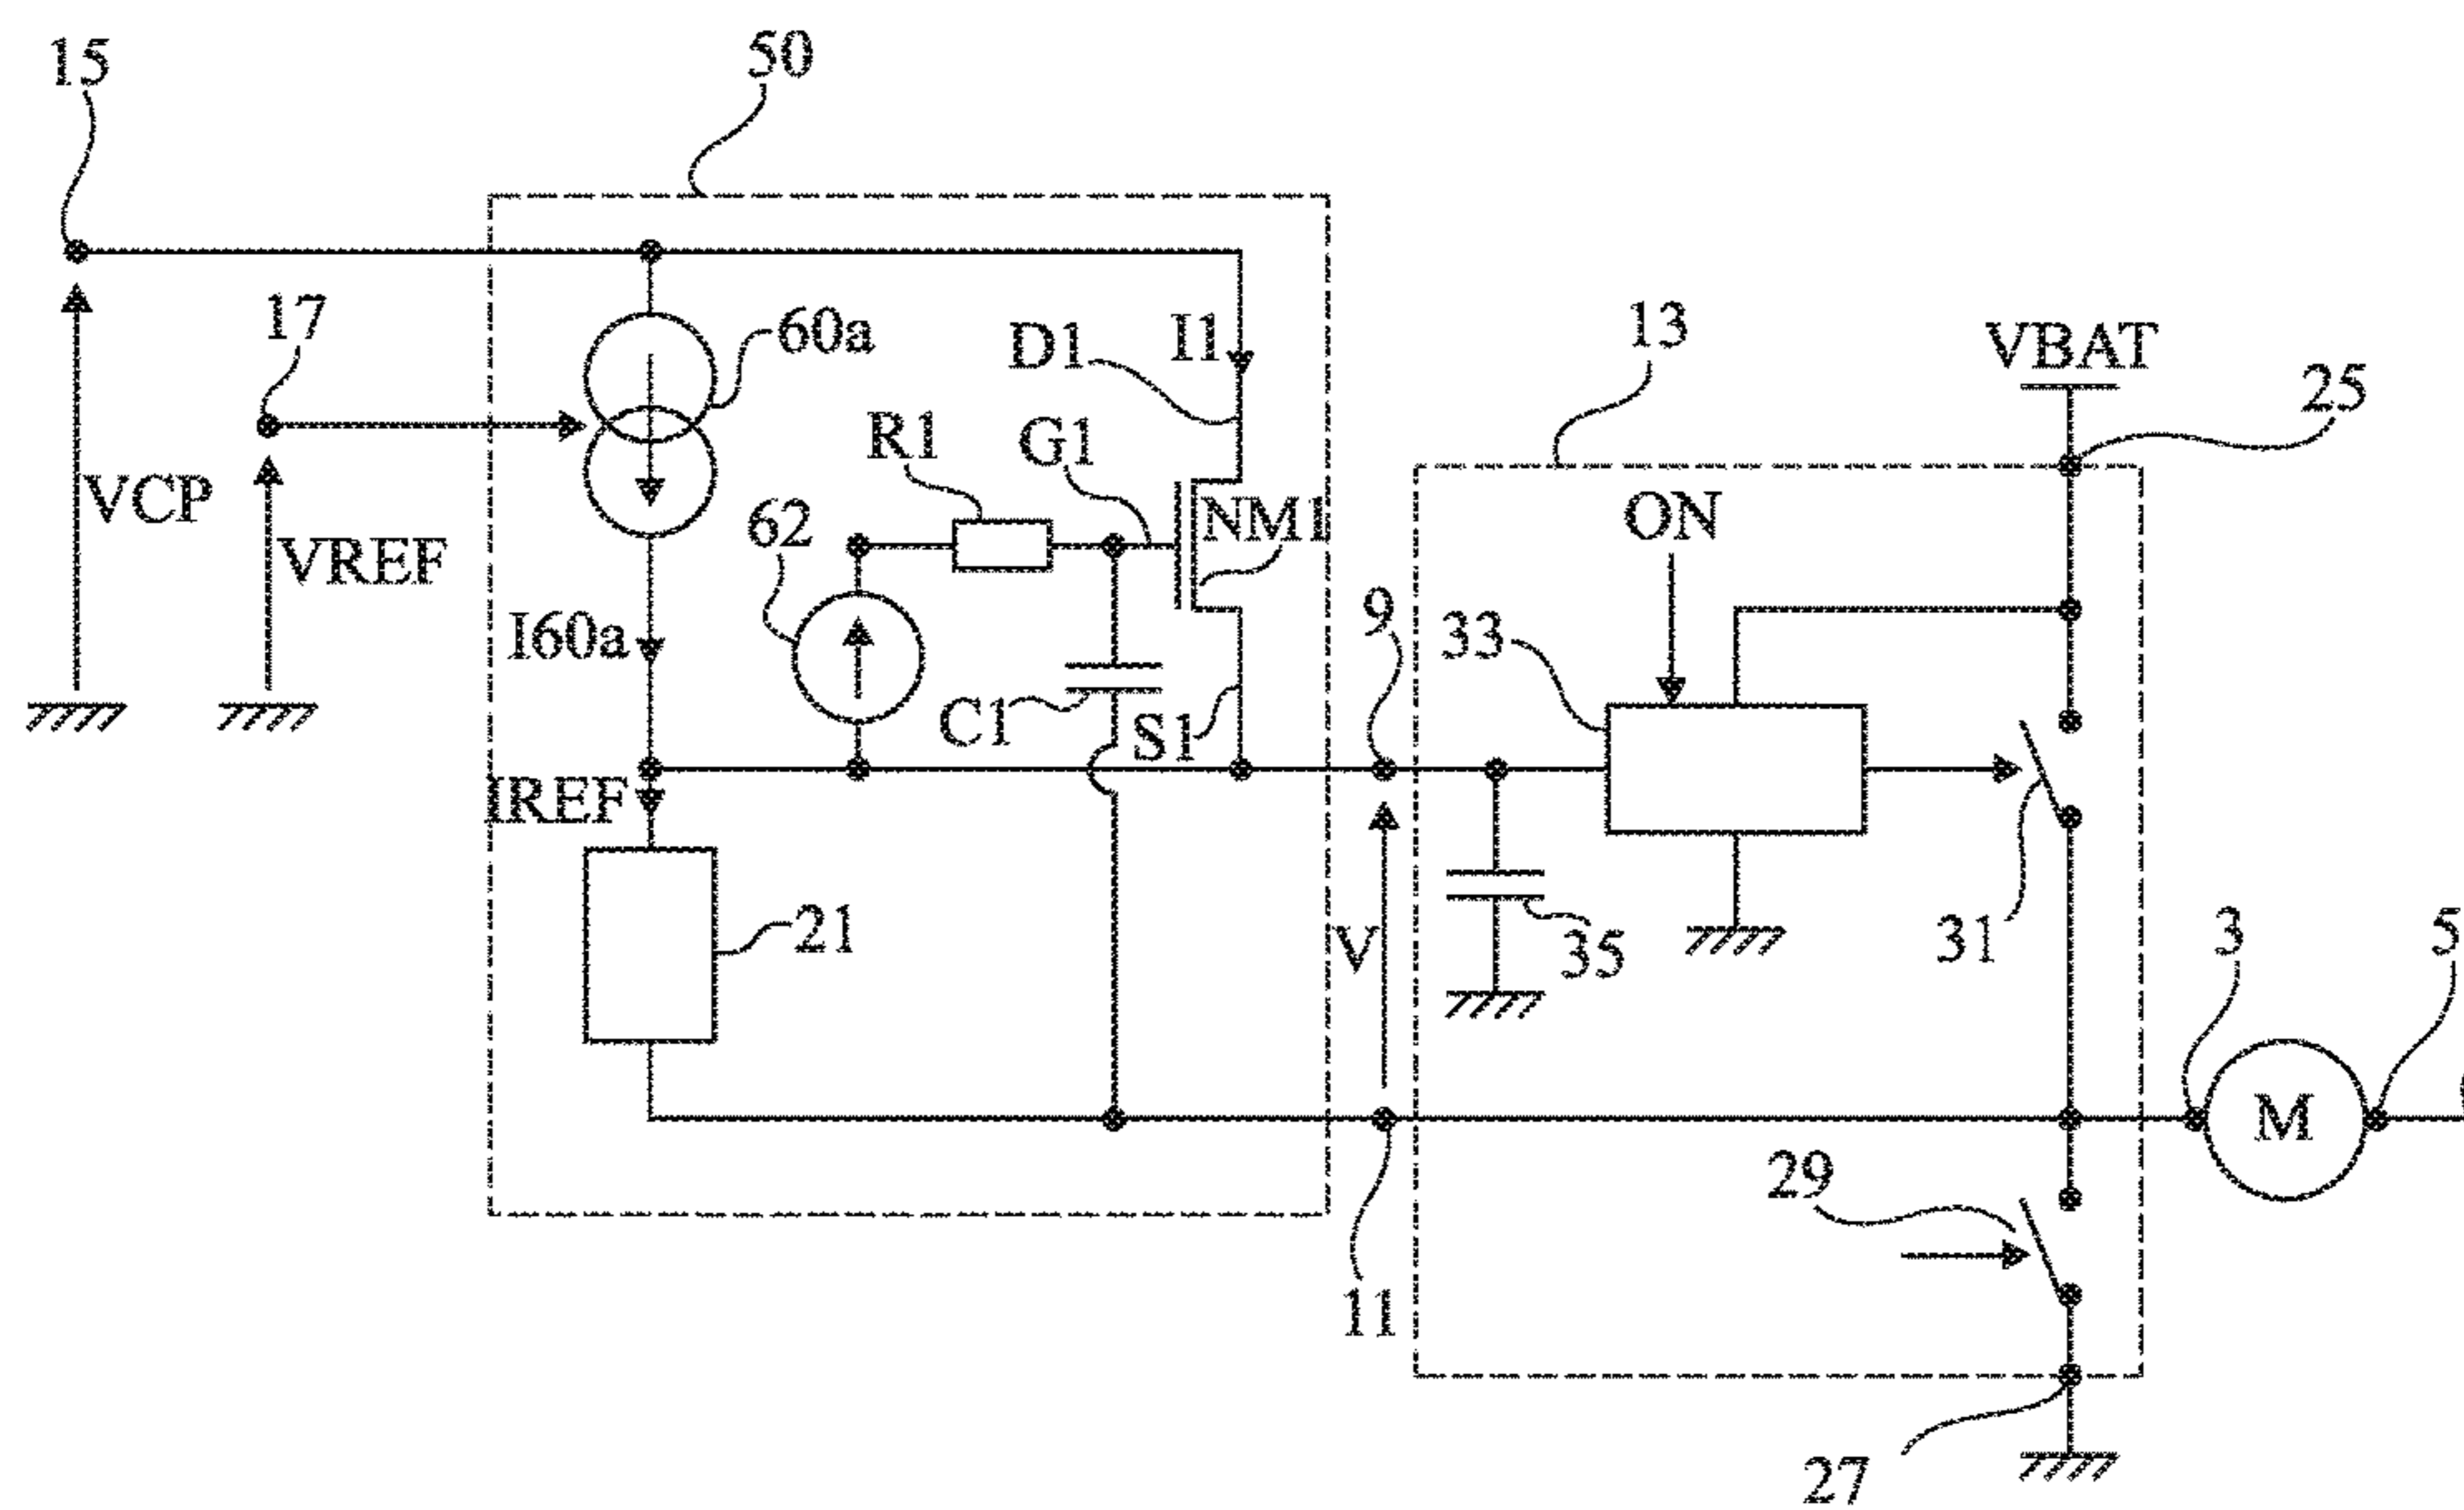 15
50
17
60a
D1
I1
13
VBAT
25
R1
G1
VCP
VREF
62
NM1
ON
I60a
9
33
C1
S1
IREF
21
V
35
31
3
5
M
29
11
27